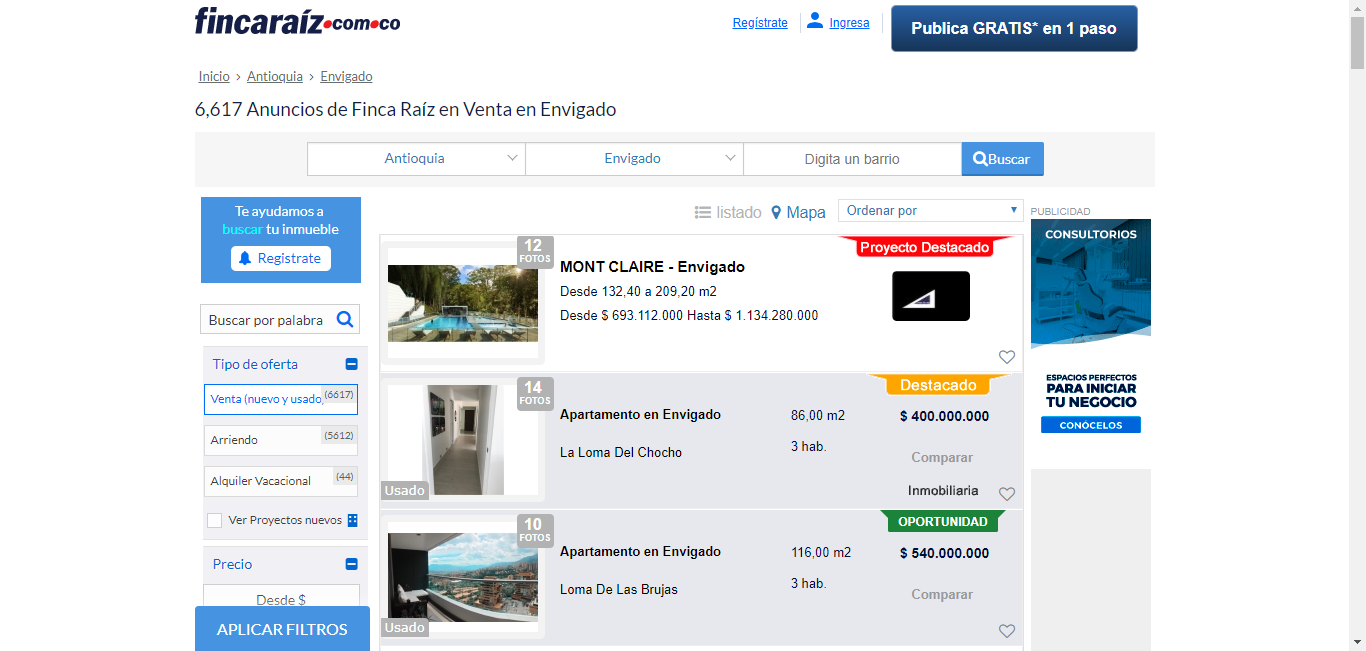 fincaraíz.com.co
Regístrate
Ingresa
Publica GRATIS* en 1 paso
Inicio > Antioquia > Envigado
6,617 Anuncios de Finca Raíz en Venta en Envigado
Antioquia
Envigado
Digita un barrio
Buscar
Te ayudamos a
buscar tu inmueble
Registrate
Buscar por palabra
Tipo de oferta
Venta (nuevo y usado)
(6617)
Arriendo
(5612)
Alquiler Vacacional
(44)
Ver Proyectos nuevos
Precio
Desde $
APLICAR FILTROS
listado
Mapa
Ordenar por
12
FOTOS
MONT CLAIRE - Envigado
Desde 132,40 a 209,20 m2
Desde $ 693.112.000 Hasta $ 1.134.280.000
Proyecto Destacado
14
FOTOS
Usado
Apartamento en Envigado
La Loma Del Chocho
86,00 m2
3 hab.
Destacado
$ 400.000.000
Comparar
Inmobiliaria
10
FOTOS
Usado
Apartamento en Envigado
Loma De Las Brujas
116,00 m2
3 hab.
OPORTUNIDAD
$ 540.000.000
Comparar
PUBLICIDAD
CONSULTORIOS
ESPACIOS PERFECTOS
PARA INICIAR
TU NEGOCIO
CONÓCELOS